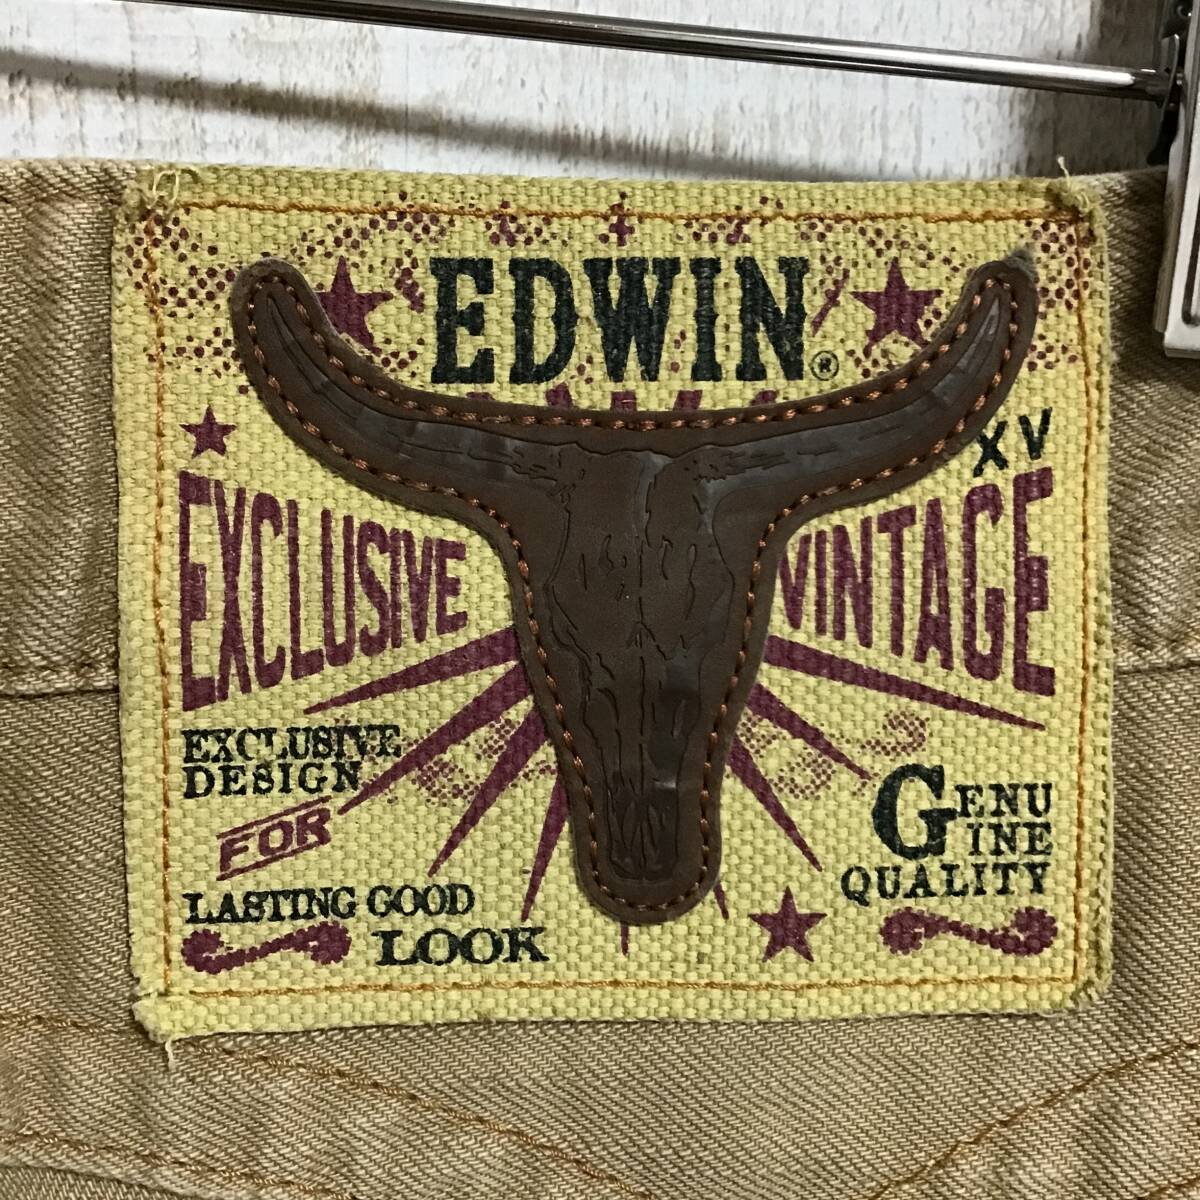 EDWIN®
XV
EXCLUSIVE VINTAGE
EXCLUSIVE
DESIGN
FOR
LASTING GOOD
LOOK
GENU
INE
QUALITY